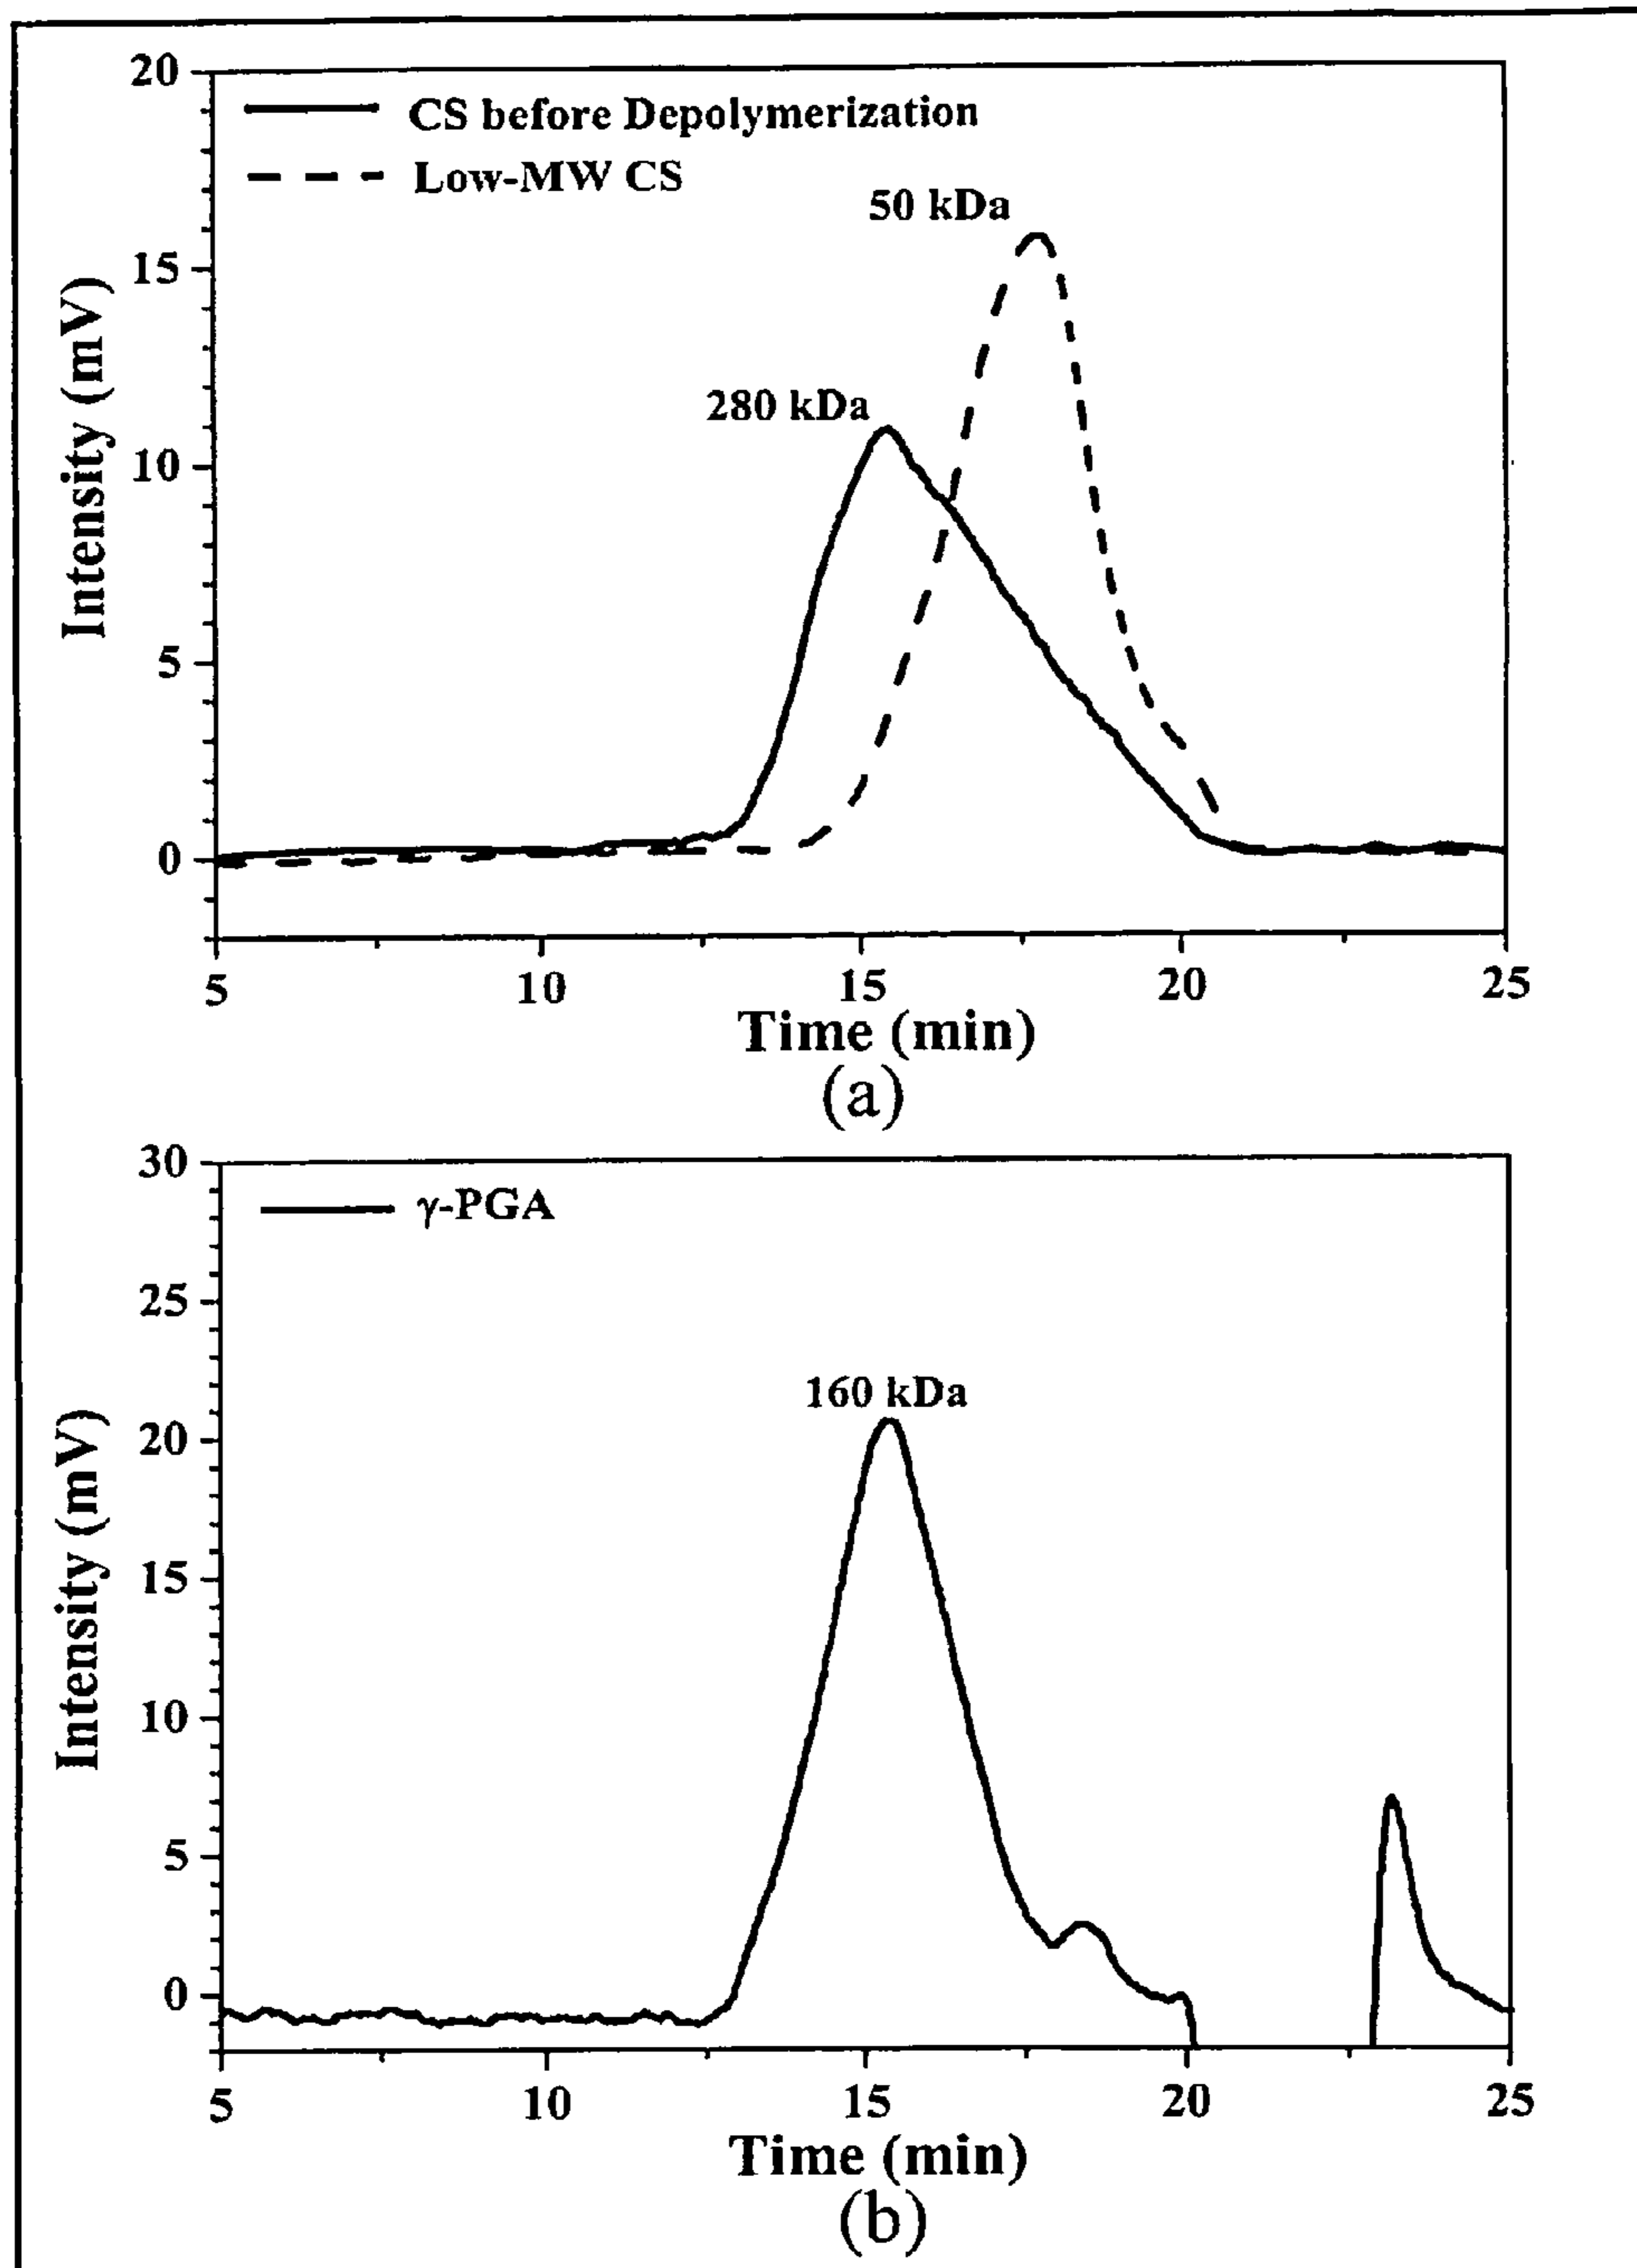 20
CS before Depolymerization
Low-MW CS
50 kDa
15
280 kDa
10
Intensity (mV)
5
0
5 10 15 20 25
Time (min)
(a)
30
γ-PGA
25
160 kDa
20
Intensity (mV)
15
10
5
0
5 10 15 20 25
Time (min)
(b)